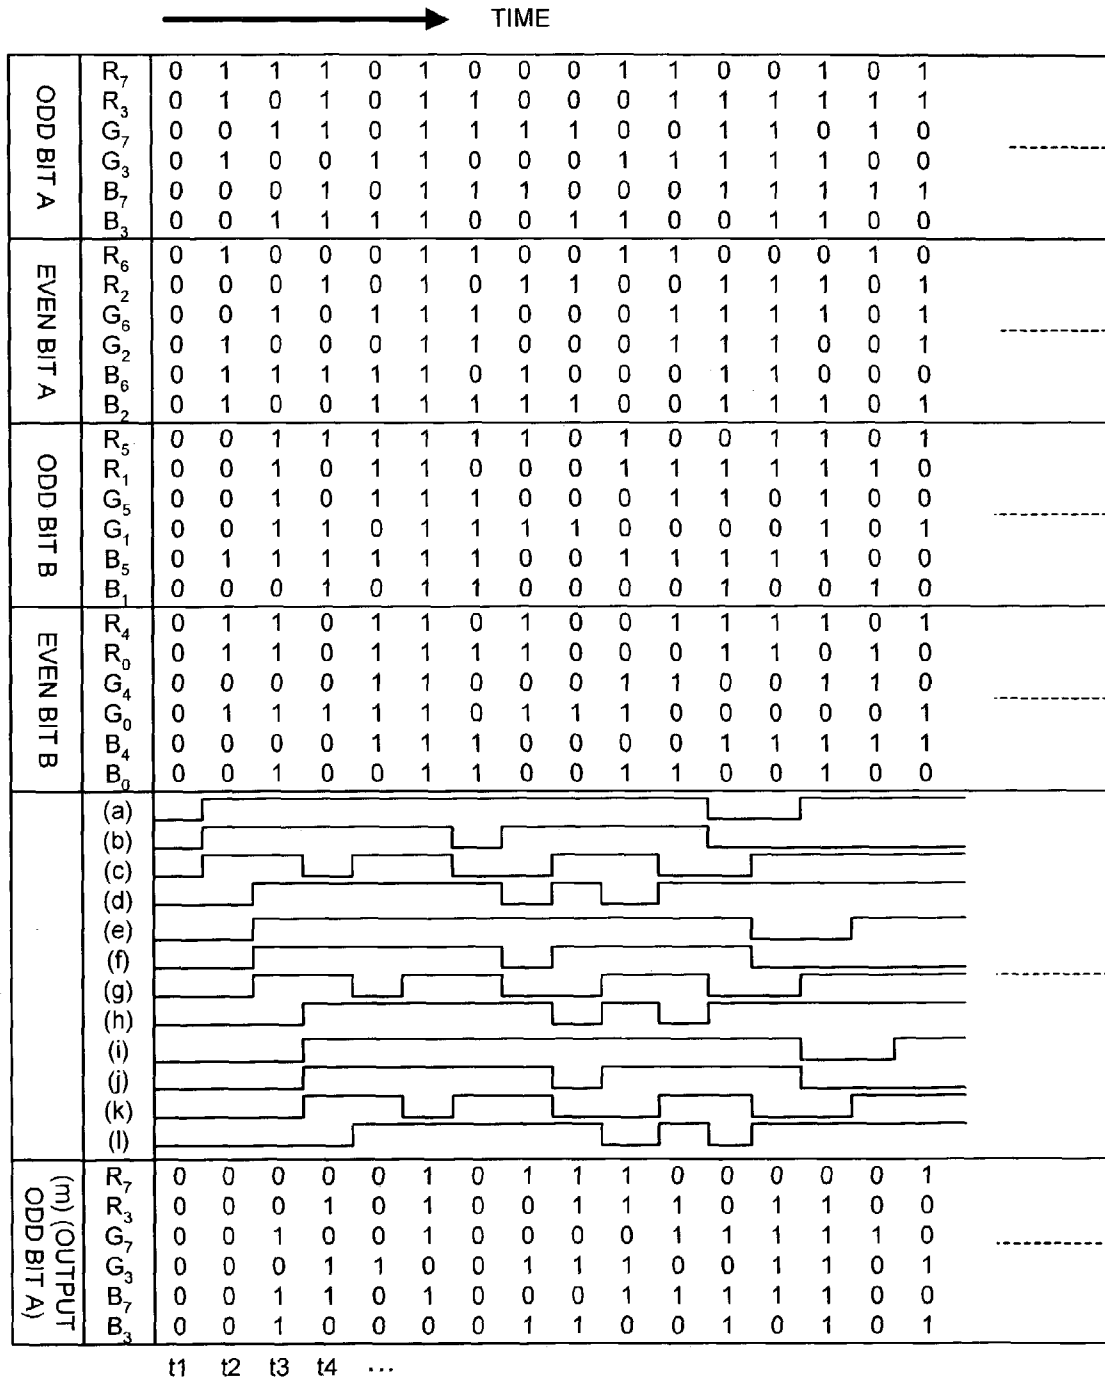 TIME
ODD BIT A
R7 0 1 1 1 0 1 0 0 0 1 1 0 0 1 0 1
R3 0 1 0 1 0 1 1 0 0 0 1 1 1 1 1 1
G7 0 0 1 1 0 1 1 1 1 0 0 1 1 0 1 0
G3 0 1 0 0 1 1 0 0 0 1 1 1 1 1 0 0
B7 0 0 0 1 0 1 1 1 0 0 0 1 1 1 1 1
B3 0 0 1 1 1 1 0 0 1 1 0 0 1 1 0 0
EVEN BIT A
R6 0 1 0 0 0 1 1 0 0 1 1 0 0 0 1 0
R2 0 0 0 1 0 1 0 1 1 0 0 1 1 1 0 1
G6 0 0 1 0 1 1 1 0 0 0 1 1 1 1 0 1
G2 0 1 0 0 0 1 1 0 0 0 1 1 1 0 0 1
B6 0 1 1 1 1 1 0 1 0 0 0 1 1 0 0 0
B2 0 1 0 0 1 1 1 1 1 0 0 1 1 1 0 1
ODD BIT B
R5 0 0 1 1 1 1 1 1 0 1 0 0 1 1 0 1
R1 0 0 1 0 1 1 0 0 0 1 1 1 1 1 1 0
G5 0 0 1 0 1 1 1 0 0 0 1 1 0 1 0 0
G1 0 0 1 1 0 1 1 1 1 0 0 0 0 1 0 1
B5 0 1 1 1 1 1 1 0 0 1 1 1 1 1 0 0
B1 0 0 0 1 0 1 1 0 0 0 0 1 0 0 1 0
EVEN BIT B
R4 0 1 1 0 1 1 0 1 0 0 1 1 1 1 0 1
R0 0 1 1 0 1 1 1 1 0 0 0 1 1 0 1 0
G4 0 0 0 0 1 1 0 0 0 1 1 0 0 1 1 0
G0 0 1 1 1 1 1 0 1 1 1 0 0 0 0 0 1
B4 0 0 0 0 1 1 1 0 0 0 0 1 1 1 1 1
B0 0 0 1 0 0 1 1 0 0 1 1 0 0 1 0 0
(a)
(b)
(c)
(d)
(e)
(f)
(g)
(h)
(i)
(j)
(k)
(l)
(m) (OUTPUT
ODD BIT A)
R7 0 0 0 0 0 1 0 1 1 1 0 0 0 0 0 1
R3 0 0 0 1 0 1 0 0 1 1 1 0 1 1 0 0
G7 0 0 1 0 0 1 0 0 0 0 1 1 1 1 1 0
G3 0 0 0 1 1 0 0 1 1 1 0 0 1 1 0 1
B7 0 0 1 1 0 1 0 0 0 1 1 1 1 1 0 0
B3 0 0 1 0 0 0 0 1 1 0 0 1 0 1 0 1
t1 t2 t3 t4 ...